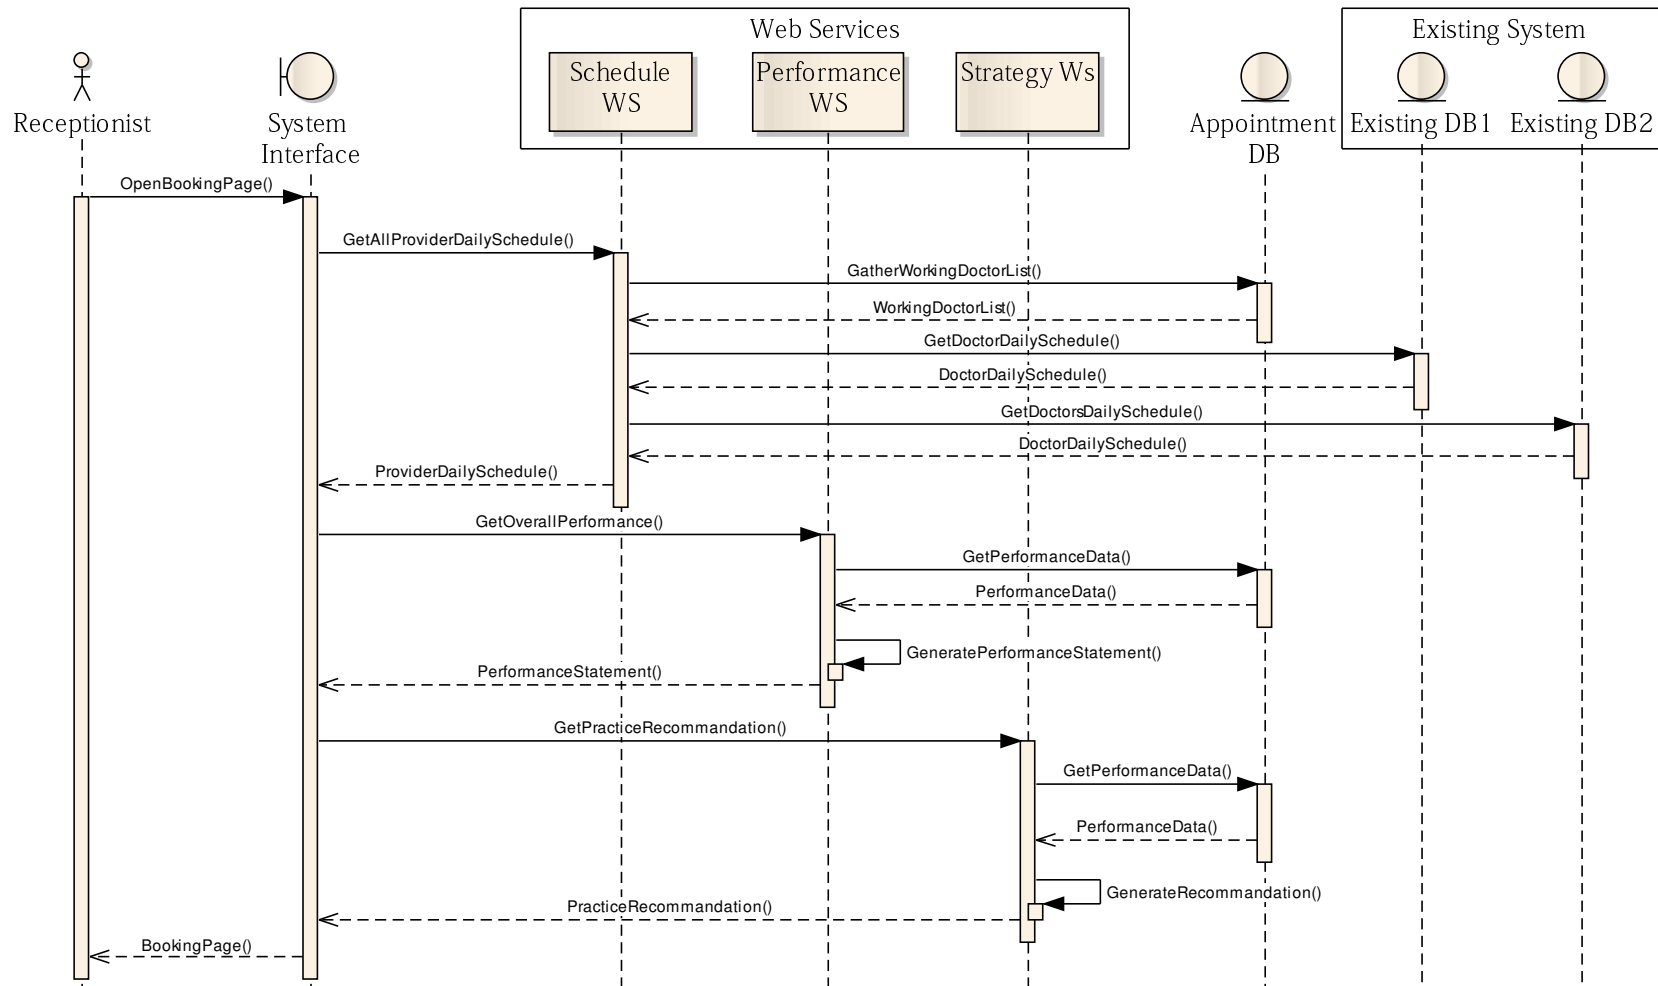 Web Services
Existing System
Schedule
WS
Performance
WS
Strategy Ws
Receptionist
System
Interface
Appointment
DB
Existing DB1
Existing DB2
OpenBookingPage()
GetAllProviderDailySchedule()
GatherWorkingDoctorList()
WorkingDoctorList()
GetDoctorDailySchedule()
DoctorDailySchedule()
GetDoctorsDailySchedule()
DoctorDailySchedule()
ProviderDailySchedule()
GetOverallPerformance()
GetPerformanceData()
PerformanceData()
GeneratePerformanceStatement()
PerformanceStatement()
GetPracticeRecommandation()
GetPerformanceData()
PerformanceData()
GenerateRecommandation()
PracticeRecommandation()
BookingPage()